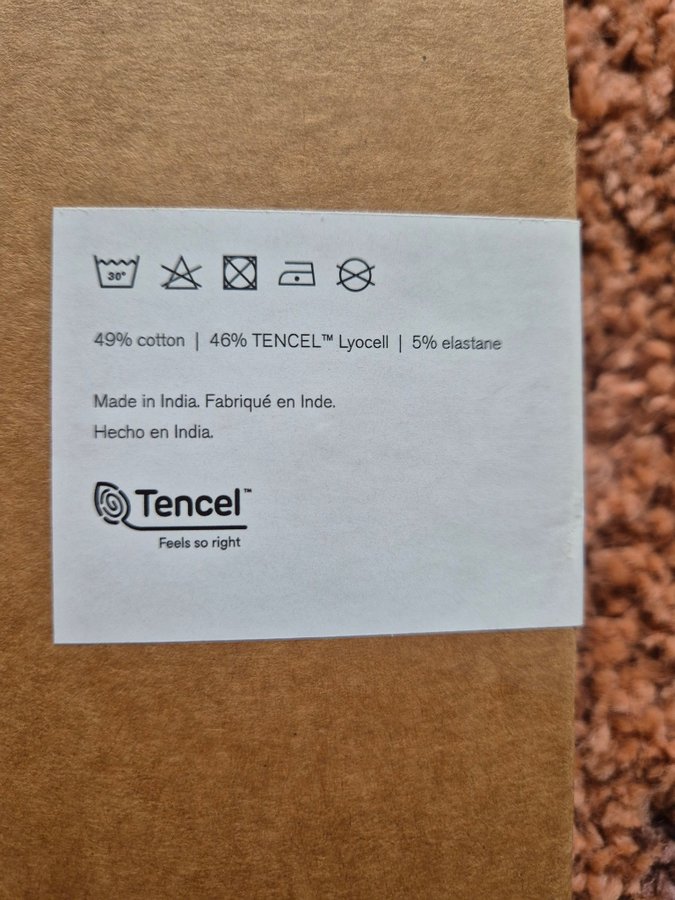 30°
49% cotton | 46% TENCEL™ Lyocell | 5% elastane
Made in India. Fabriqué en Inde.
Hecho en India.
Tencel™
Feels so right